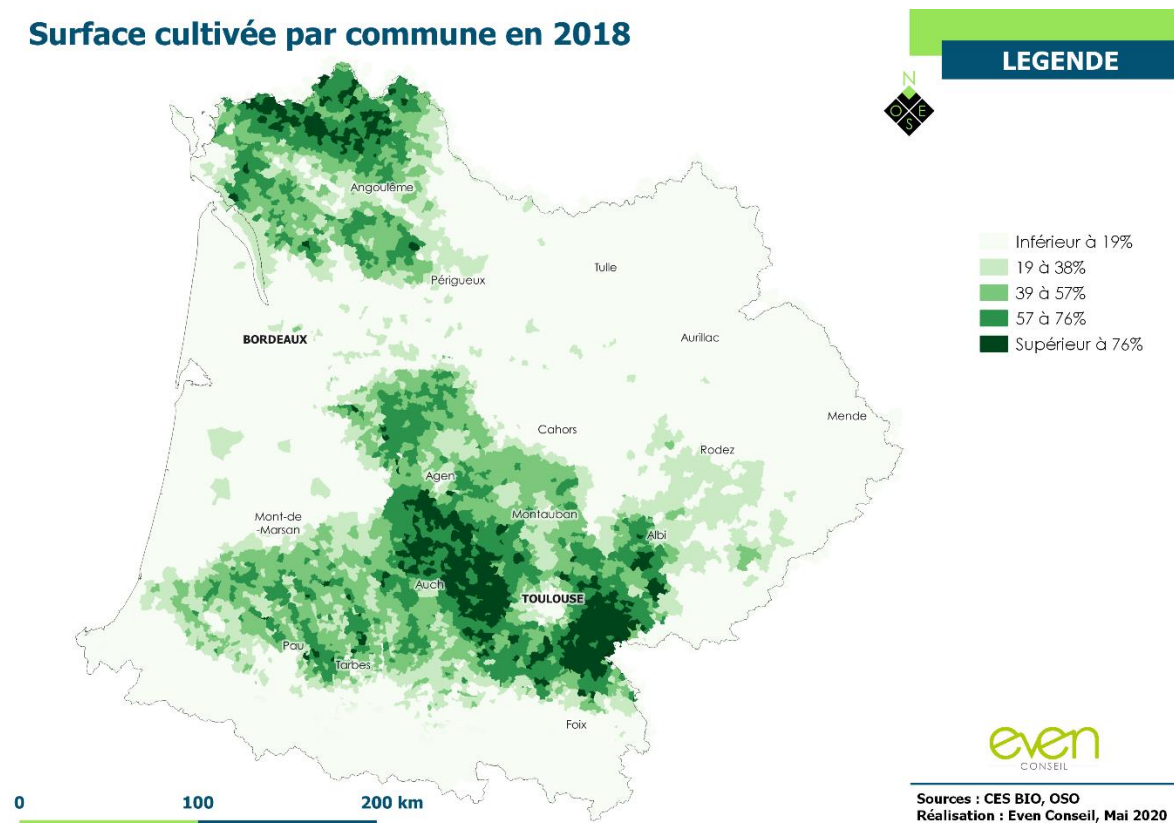 Surface cultivée par commune en 2018
LEGENDE
N
O E
S
Inférieur à 19%
19 à 38%
39 à 57%
57 à 76%
Supérieur à 76%
Angoulême
Périgueux
Tulle
BORDEAUX
Aurillac
Mende
Cahors
Rodez
Agen
Mont-de
-Marsan
Montauban
Albi
Auch
TOULOUSE
Pau
Tarbes
Foix
even
CONSEIL
0 100 200 km
Sources : CES BIO, OSO
Réalisation : Even Conseil, Mai 2020